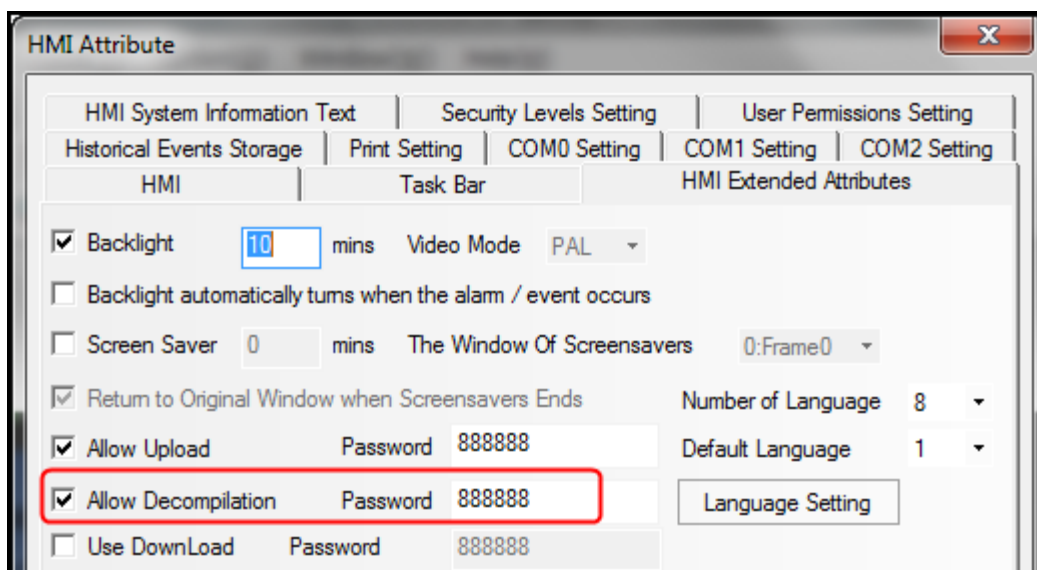 HMI Attribute
HMI System Information Text Security Levels Setting User Permissions Setting
Historical Events Storage Print Setting COM0 Setting COM1 Setting COM2 Setting
HMI Task Bar HMI Extended Attributes
Backlight 10 mins Video Mode PAL
Backlight automatically turns when the alarm / event occurs
Screen Saver 0 mins The Window Of Screensavers 0:Frame0
Return to Original Window when Screensavers Ends Number of Language 8
Allow Upload Password 888888 Default Language 1
Allow Decompilation Password 888888 Language Setting
Use DownLoad Password 888888